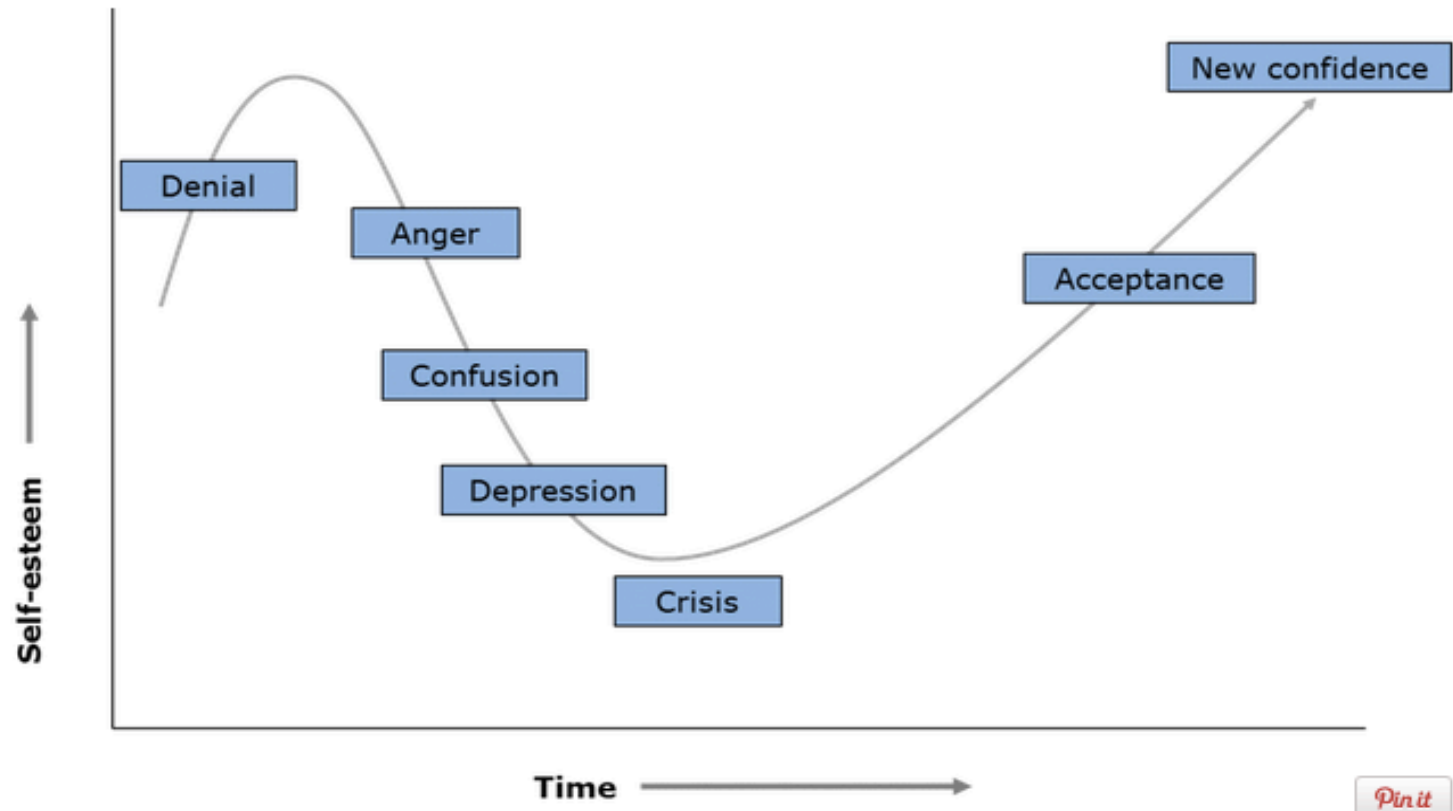 New confidence
Denial
Anger
Acceptance
Confusion
Depression
Crisis
Self-esteem
Time
Pin it